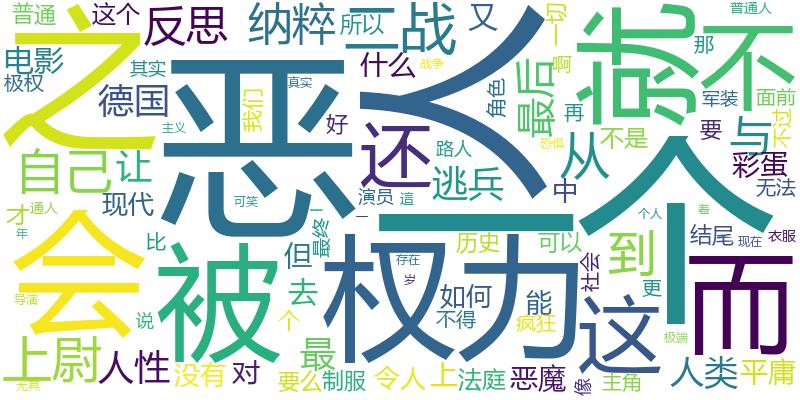 普通 这个 反思 纳粹 二战 所以 又 一切 就 普通人
电影 之 恶 人 不
极权 其实 什么 角色 那
德国 我们 真实 战争 最后 啊 军装 面前
主义 好 还 再 要 不过
自己 让 路人 恐惧 从 不是 与 彩蛋
可笑 逃兵 中 无法
才 通人 现代 演员 這 一个 个人 着
年 会 被 权力 一 结尾 现在 衣服
比 但 最终 历史 可以 到 而
存在 社会 更
去 岁 如何 能 这
导演 说 个 不得 疯狂 极端
上尉 人性 没有 对 最 令人 上 法庭 恶魔 像 主角 人类 平庸
无具 要么 制服